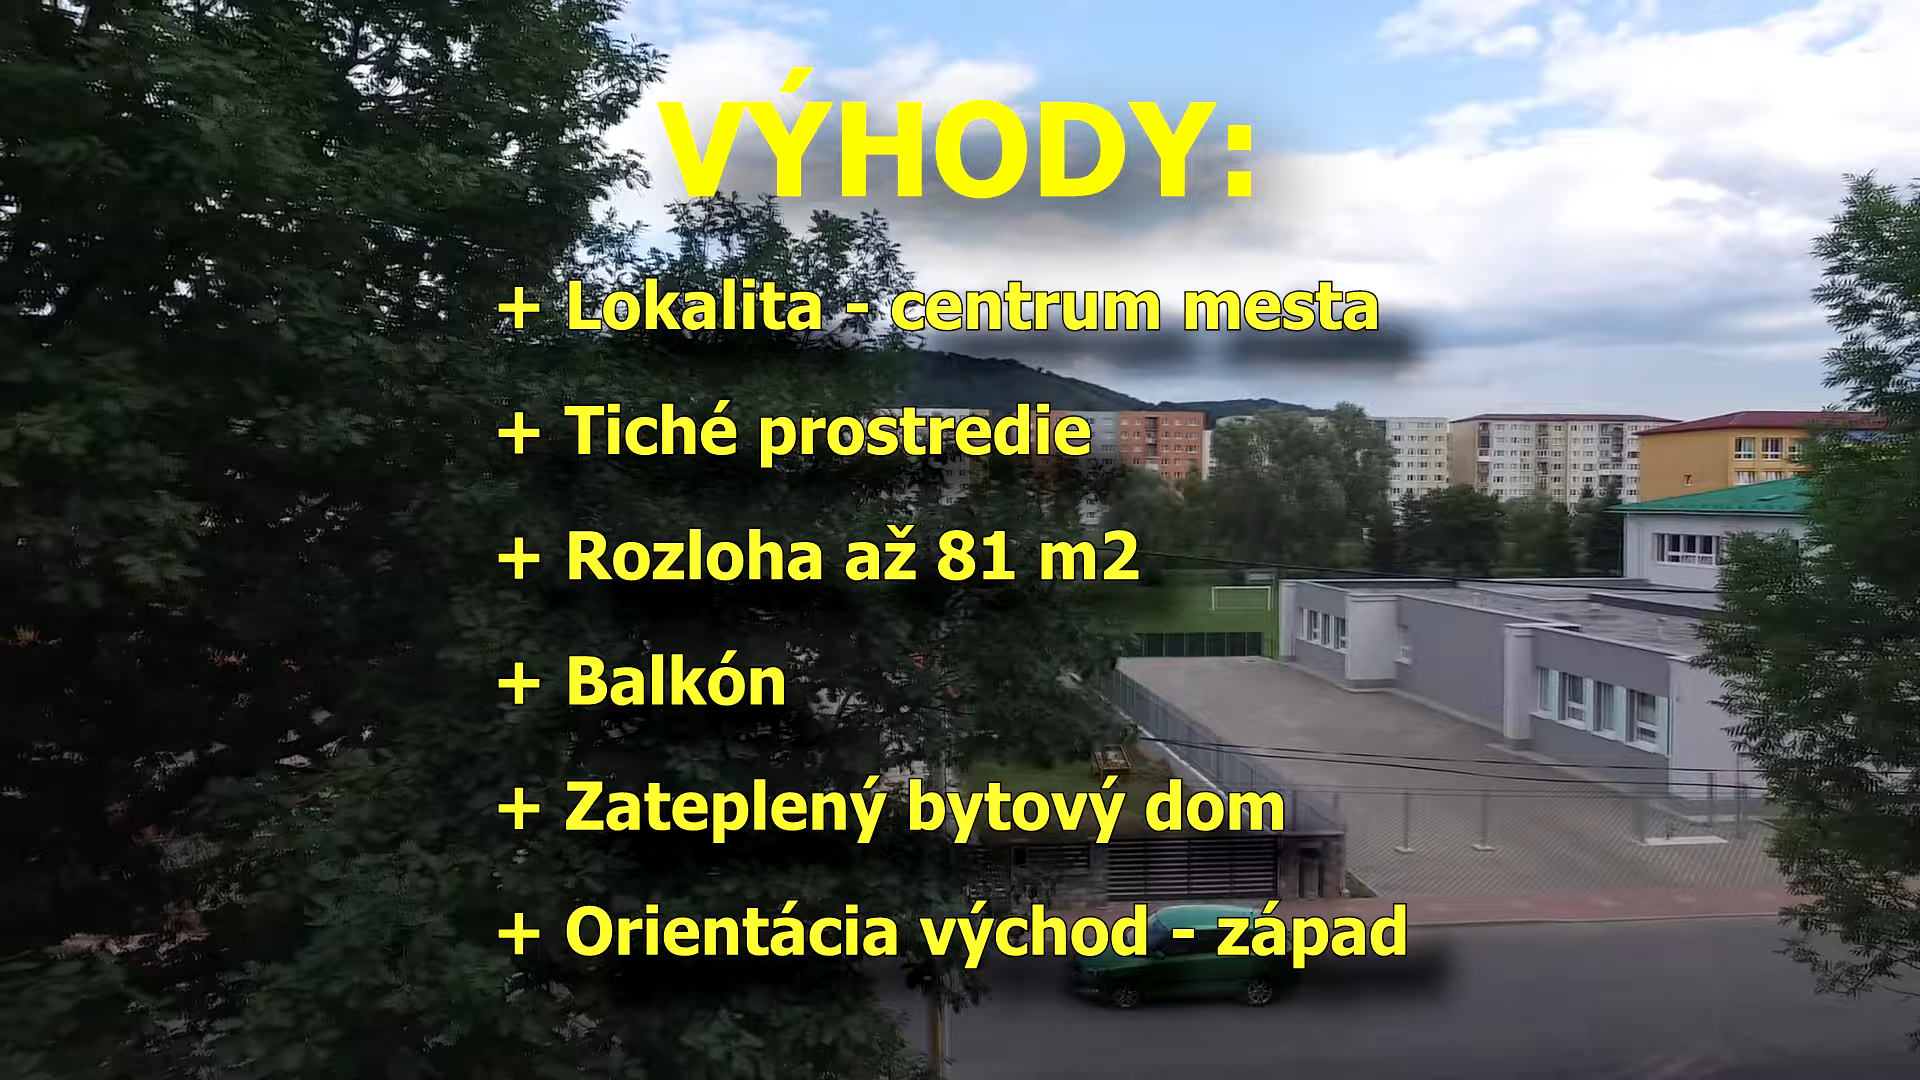 VÝHODY:
+ Lokalita - centrum mesta
+ Tiché prostredie
+ Rozloha až 81 m2
+ Balkón
+ Zateplený bytový dom
+ Orientácia východ - západ